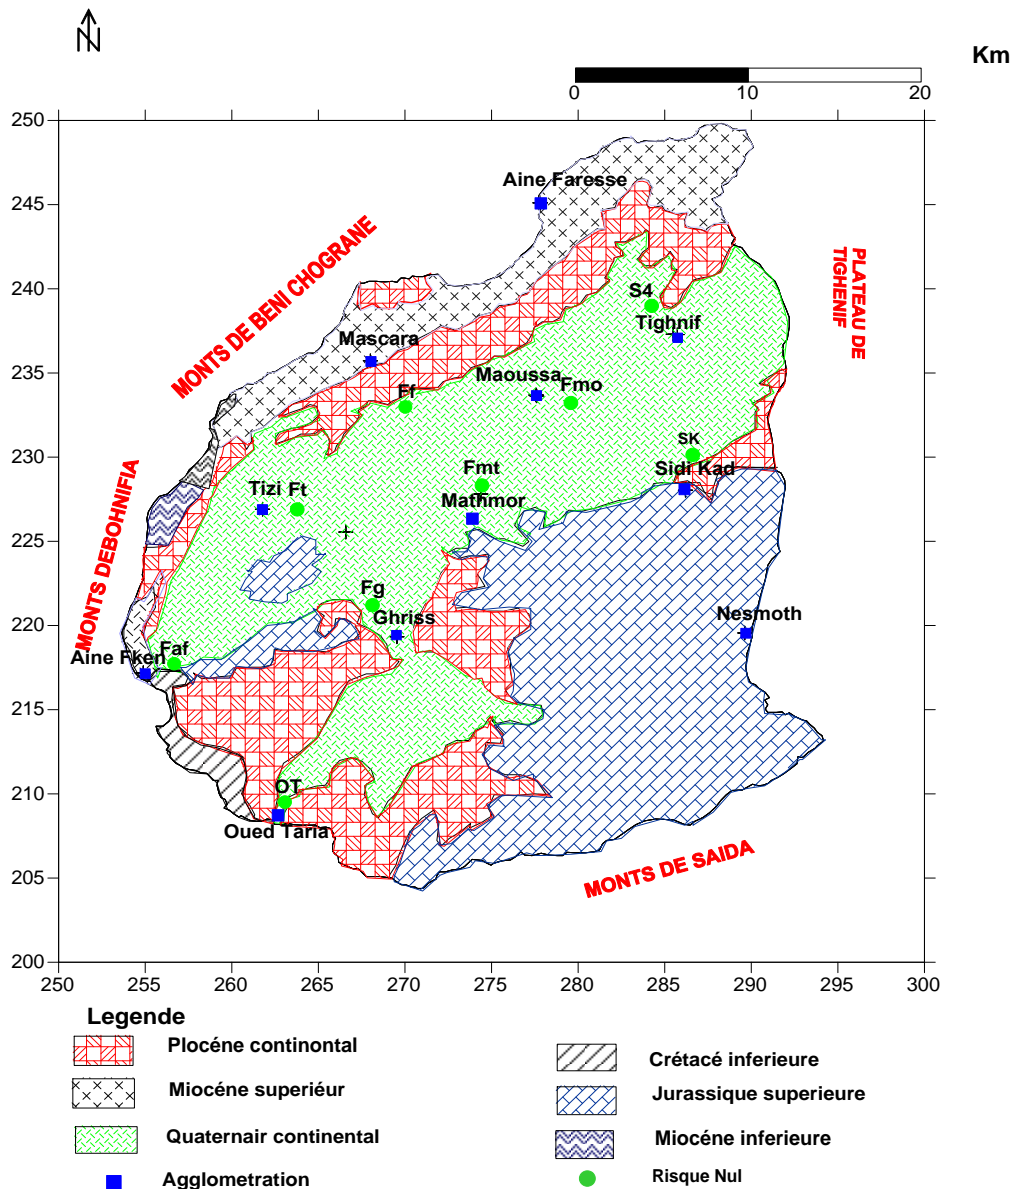 N
Km
0 10 20
250
245
240
235
230
225
220
215
210
205
200
250 255 260 265 270 275 280 285 290 295 300
MONTS DE BENI CHOGRANE
PLATEAU DE
TIGHENIF
MONTS DEBOHNIFIA
MONTS DE SAIDA
Aine Faresse
S4
Tighnif
Mascara
Ff
Maoussa
Fmo
SK
Sidi Kad
Fmt
Mathmor
Tizi
Ft
Fg
Ghriss
Nesmoth
Faf
Aine Fken
OT
Oued Taria
Legende
Plocéne continontal
Miocéne superiéur
Quaternair continental
Agglometration
Crétacé inferieure
Jurassique superieure
Miocéne inferieure
Risque Nul